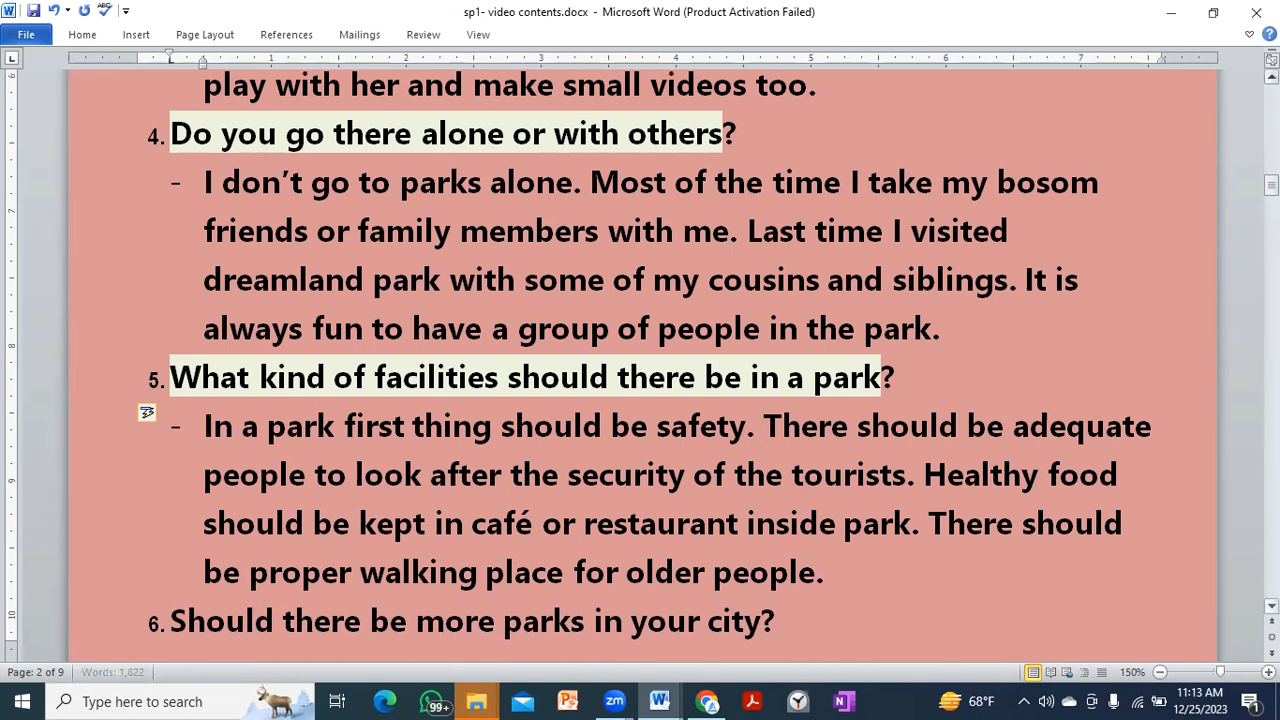 sp1- video contents.docx - Microsoft Word (Product Activation Failed)
File Home Insert Page Layout References Mailings Review View
1 2 3 4 5 6 7
play with her and make small videos too.
4. Do you go there alone or with others?
- I don’t go to parks alone. Most of the time I take my bosom
friends or family members with me. Last time I visited
dreamland park with some of my cousins and siblings. It is
always fun to have a group of people in the park.
5. What kind of facilities should there be in a park?
- In a park first thing should be safety. There should be adequate
people to look after the security of the tourists. Healthy food
should be kept in café or restaurant inside park. There should
be proper walking place for older people.
6. Should there be more parks in your city?
Page: 2 of 9 Words: 1,822 150%
Type here to search 99+ zm 68°F 11:13 AM
12/25/2023